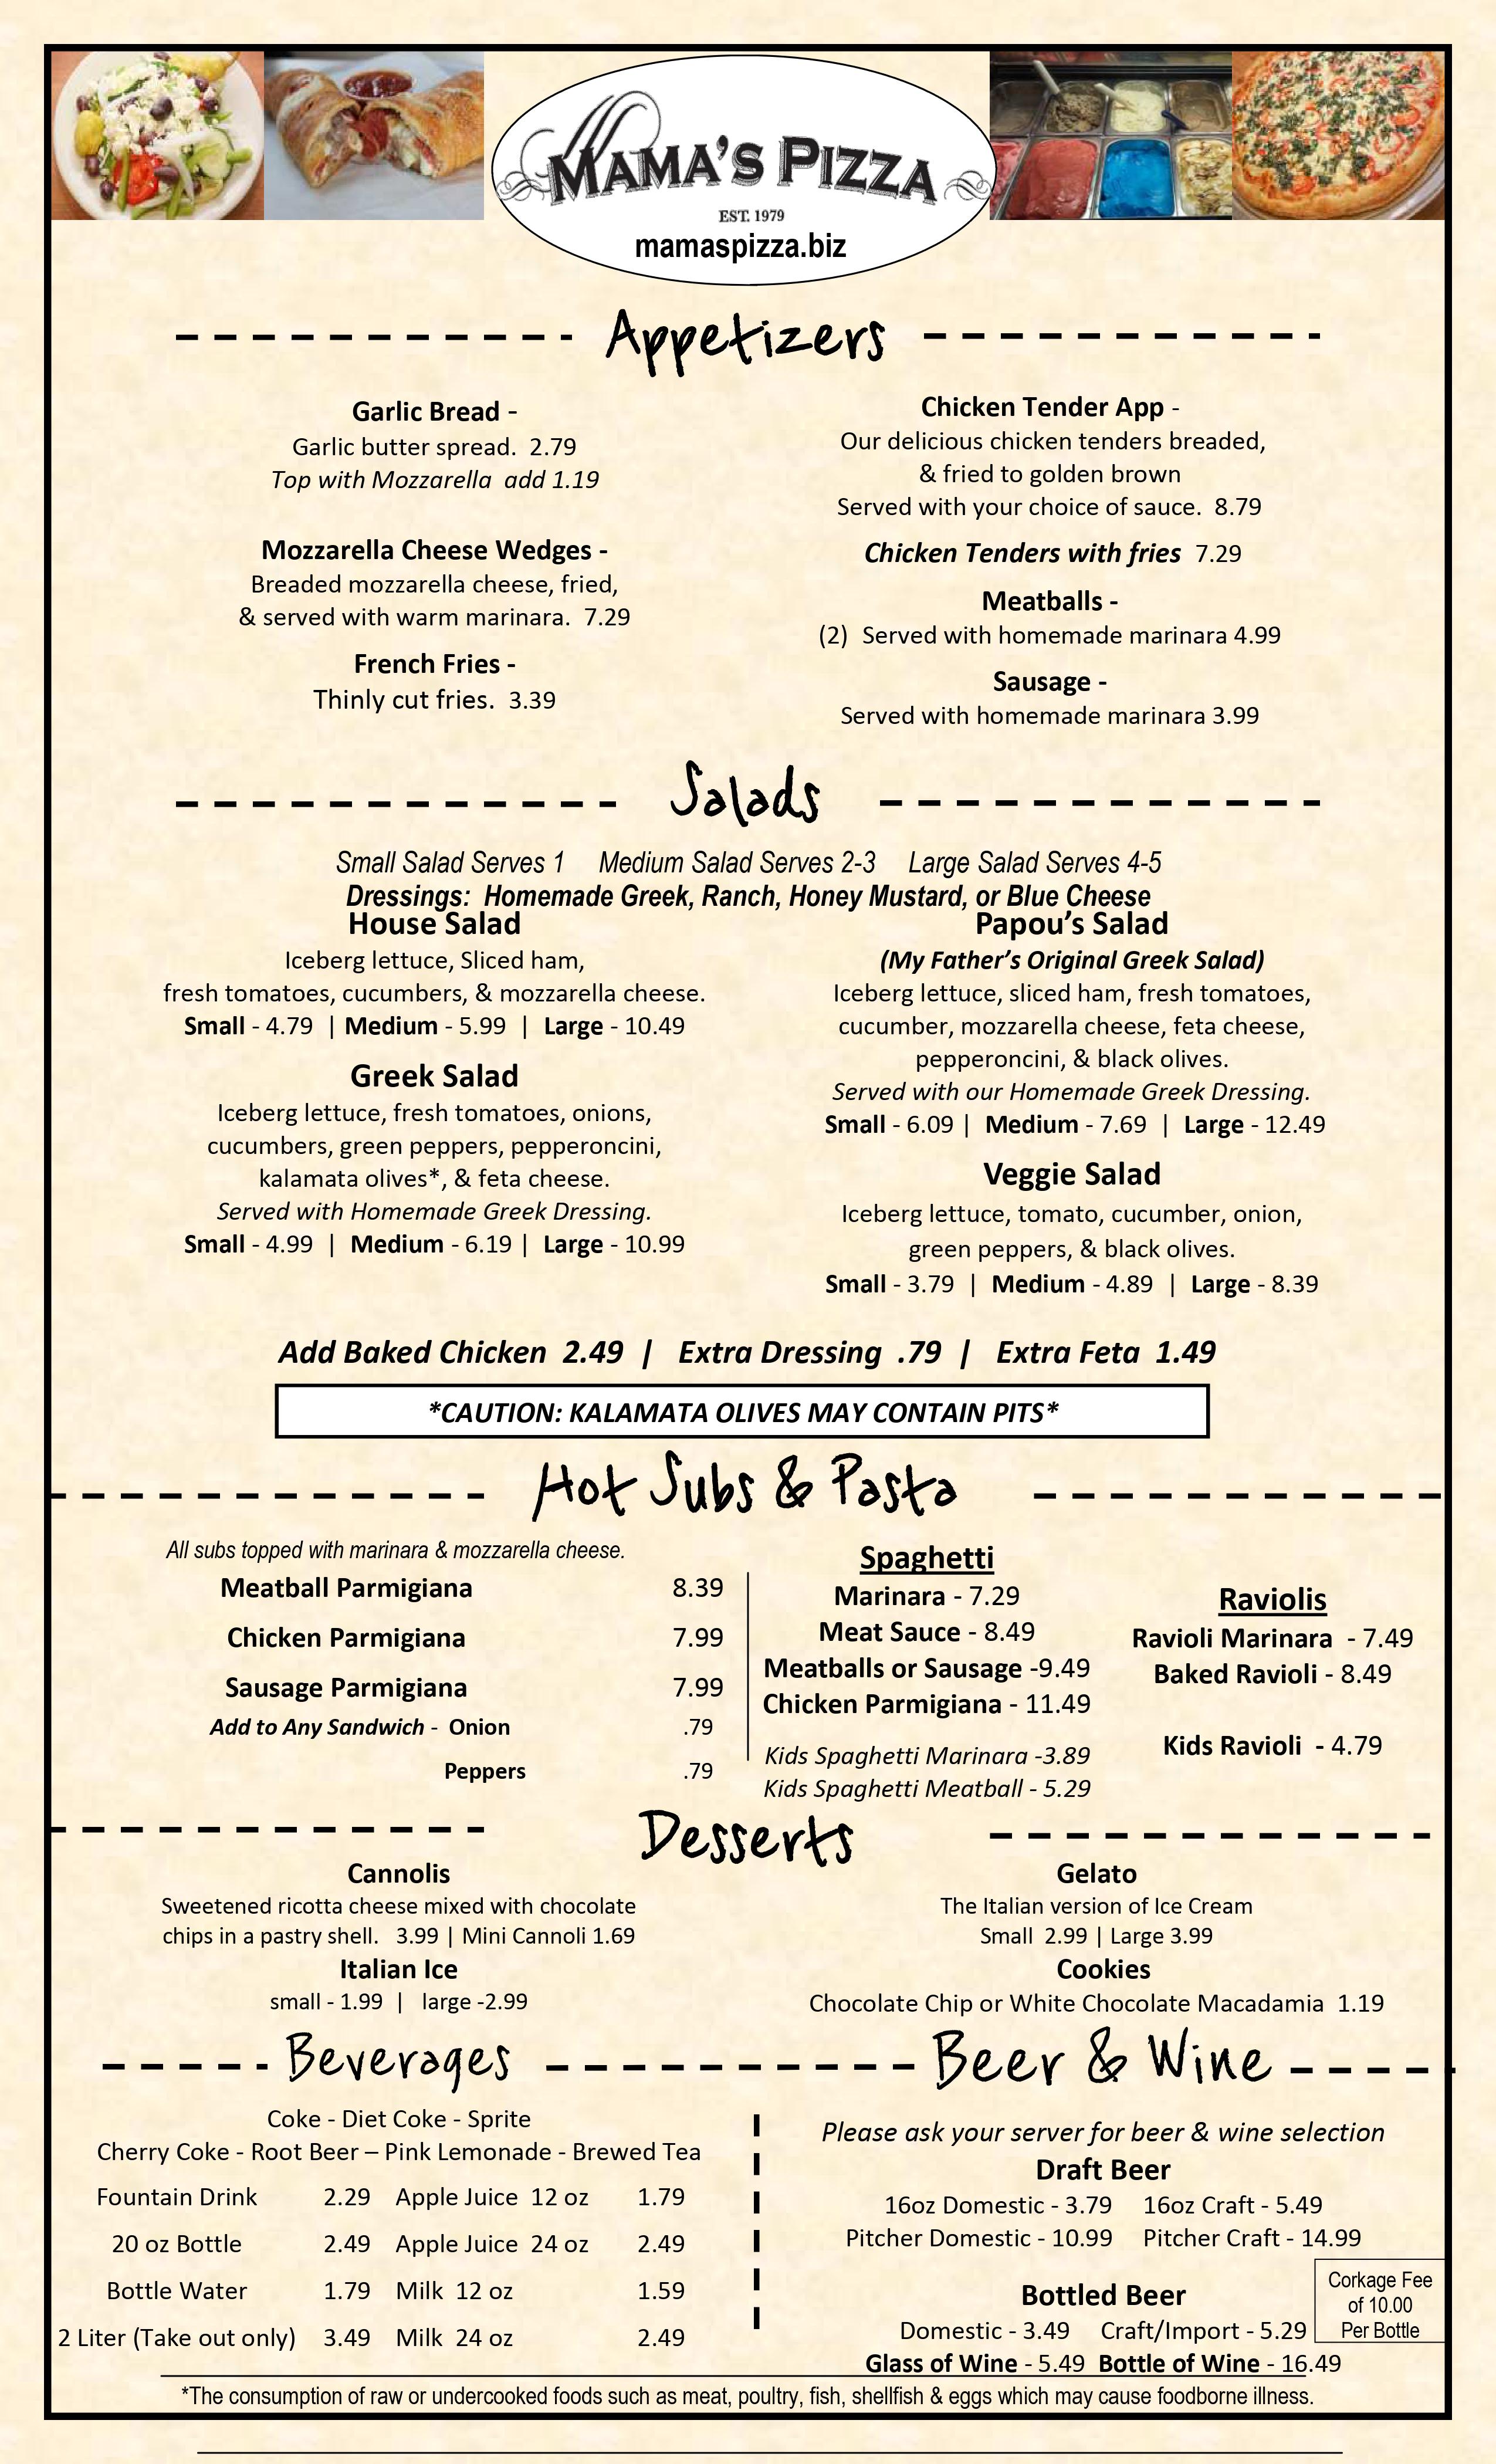 MAMA'S PIZZA
EST. 1979
mamaspizza.biz
Appetizers
Garlic Bread -
Garlic butter spread. 2.79
Top with Mozzarella add 1.19
Mozzarella Cheese Wedges -
Breaded mozzarella cheese, fried,
& served with warm marinara. 7.29
French Fries -
Thinly cut fries. 3.39
Chicken Tender App -
Our delicious chicken tenders breaded,
& fried to golden brown
Served with your choice of sauce. 8.79
Chicken Tenders with fries 7.29
Meatballs -
(2) Served with homemade marinara 4.99
Sausage -
Served with homemade marinara 3.99
Salads
Small Salad Serves 1 Medium Salad Serves 2-3 Large Salad Serves 4-5
Dressings: Homemade Greek, Ranch, Honey Mustard, or Blue Cheese
House Salad
Iceberg lettuce, Sliced ham,
fresh tomatoes, cucumbers, & mozzarella cheese.
Small - 4.79 | Medium - 5.99 | Large - 10.49
Greek Salad
Iceberg lettuce, fresh tomatoes, onions,
cucumbers, green peppers, pepperoncini,
kalamata olives*, & feta cheese.
Served with Homemade Greek Dressing.
Small - 4.99 | Medium - 6.19 | Large - 10.99
Papou's Salad
(My Father's Original Greek Salad)
Iceberg lettuce, sliced ham, fresh tomatoes,
cucumber, mozzarella cheese, feta cheese,
pepperoncini, & black olives.
Served with our Homemade Greek Dressing.
Small - 6.09 | Medium - 7.69 | Large - 12.49
Veggie Salad
Iceberg lettuce, tomato, cucumber, onion,
green peppers, & black olives.
Small - 3.79 | Medium - 4.89 | Large - 8.39
Add Baked Chicken 2.49 | Extra Dressing .79 | Extra Feta 1.49
*CAUTION: KALAMATA OLIVES MAY CONTAIN PITS*
Hot Subs & Pasta
All subs topped with marinara & mozzarella cheese.
Meatball Parmigiana 8.39
Chicken Parmigiana 7.99
Sausage Parmigiana 7.99
Add to Any Sandwich - Onion .79
Peppers .79
Spaghetti
Marinara - 7.29
Meat Sauce - 8.49
Meatballs or Sausage -9.49
Chicken Parmigiana - 11.49
Kids Spaghetti Marinara -3.89
Kids Spaghetti Meatball - 5.29
Raviolis
Ravioli Marinara - 7.49
Baked Ravioli - 8.49
Kids Ravioli - 4.79
Desserts
Cannolis
Sweetened ricotta cheese mixed with chocolate
chips in a pastry shell. 3.99 | Mini Cannoli 1.69
Italian Ice
small - 1.99 | large -2.99
Gelato
The Italian version of Ice Cream
Small 2.99 | Large 3.99
Cookies
Chocolate Chip or White Chocolate Macadamia 1.19
Beverages
Coke - Diet Coke - Sprite
Cherry Coke - Root Beer – Pink Lemonade - Brewed Tea
Fountain Drink 2.29 Apple Juice 12 oz 1.79
20 oz Bottle 2.49 Apple Juice 24 oz 2.49
Bottle Water 1.79 Milk 12 oz 1.59
2 Liter (Take out only) 3.49 Milk 24 oz 2.49
Beer & Wine
Please ask your server for beer & wine selection
Draft Beer
16oz Domestic - 3.79 16oz Craft - 5.49
Pitcher Domestic - 10.99 Pitcher Craft - 14.99
Bottled Beer
Domestic - 3.49 Craft/Import - 5.29
Glass of Wine - 5.49 Bottle of Wine - 16.49
Corkage Fee
of 10.00
Per Bottle
*The consumption of raw or undercooked foods such as meat, poultry, fish, shellfish & eggs which may cause foodborne illness.